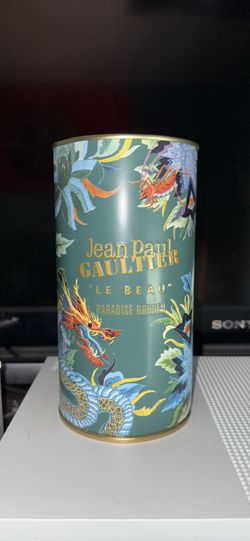 Jean Paul
GAULTIER
"LE BEAU"
PARADISE GARDEN
SONY